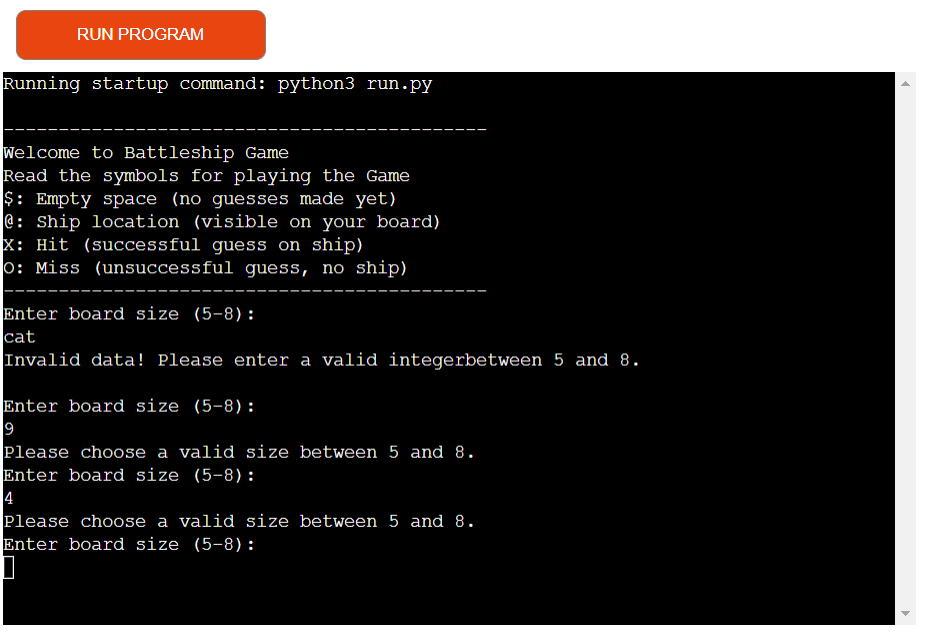 RUN PROGRAM
Running startup command: python3 run.py
--------------------------------------------
Welcome to Battleship Game
Read the symbols for playing the Game
$: Empty space (no guesses made yet)
@: Ship location (visible on your board)
X: Hit (successful guess on ship)
O: Miss (unsuccessful guess, no ship)
--------------------------------------------
Enter board size (5-8):
cat
Invalid data! Please enter a valid integerbetween 5 and 8.
Enter board size (5-8):
9
Please choose a valid size between 5 and 8.
Enter board size (5-8):
4
Please choose a valid size between 5 and 8.
Enter board size (5-8):